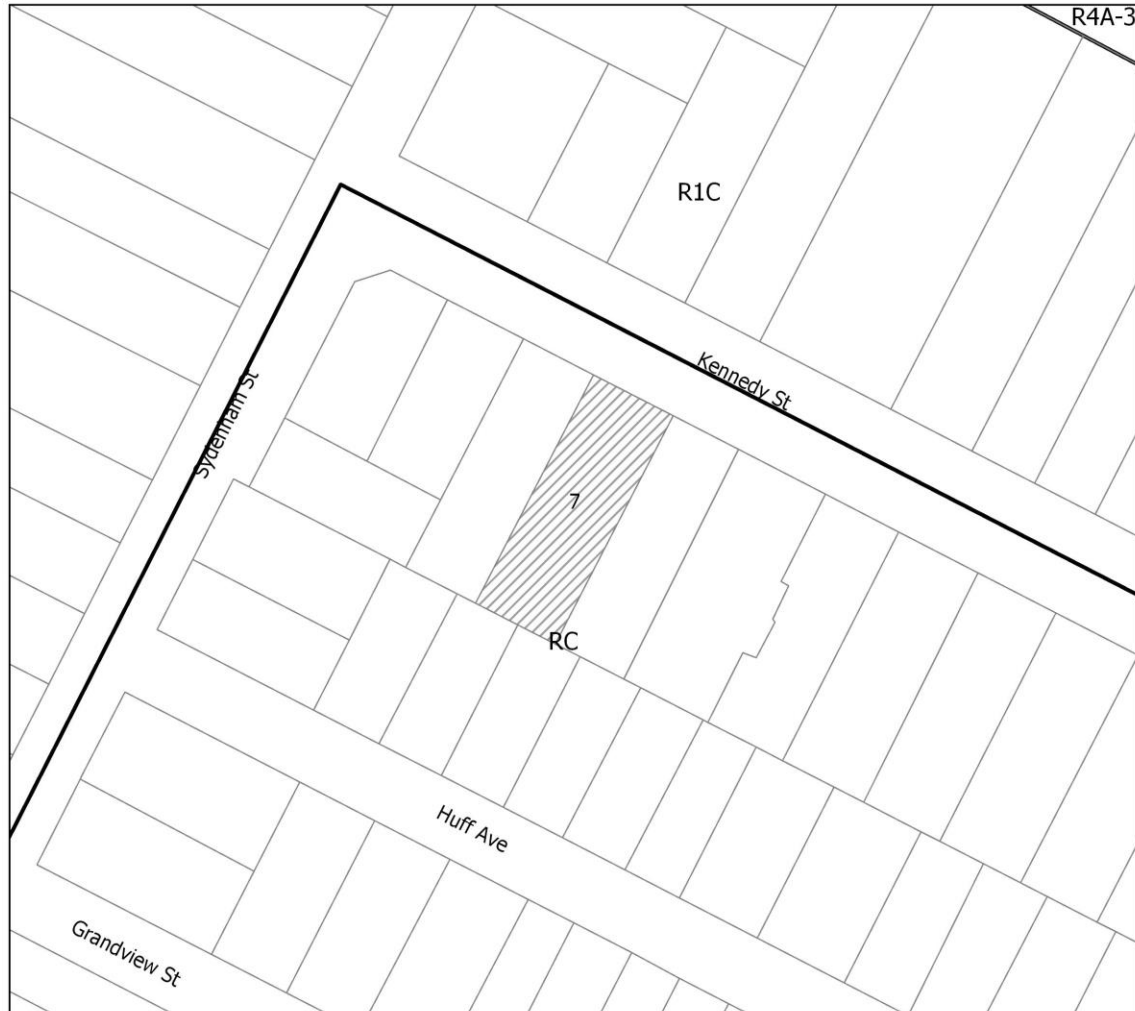 R4A-3
R1C
Kennedy St
Sydenham St
7
RC
Huff Ave
Grandview St